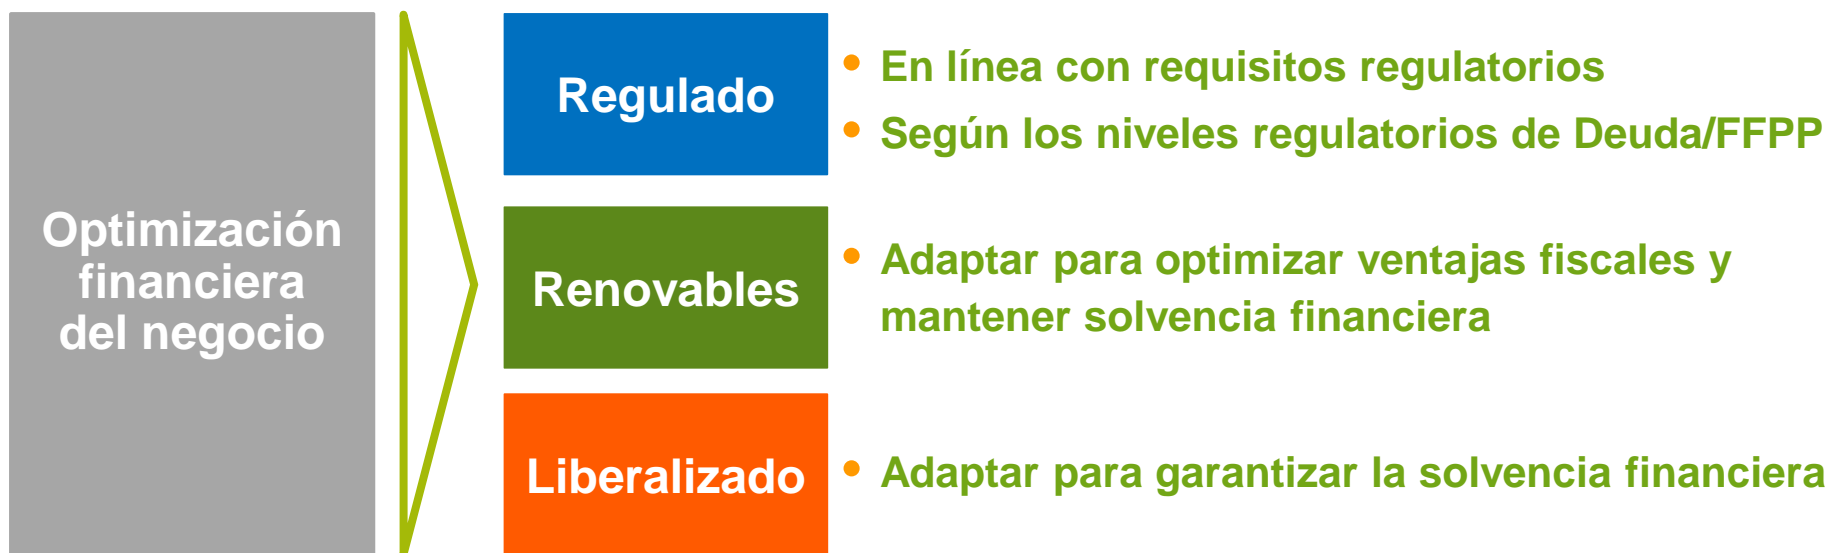 Optimización
financiera
del negocio
Regulado
• En línea con requisitos regulatorios
• Según los niveles regulatorios de Deuda/FFPP
Renovables
• Adaptar para optimizar ventajas fiscales y
mantener solvencia financiera
Liberalizado
• Adaptar para garantizar la solvencia financiera